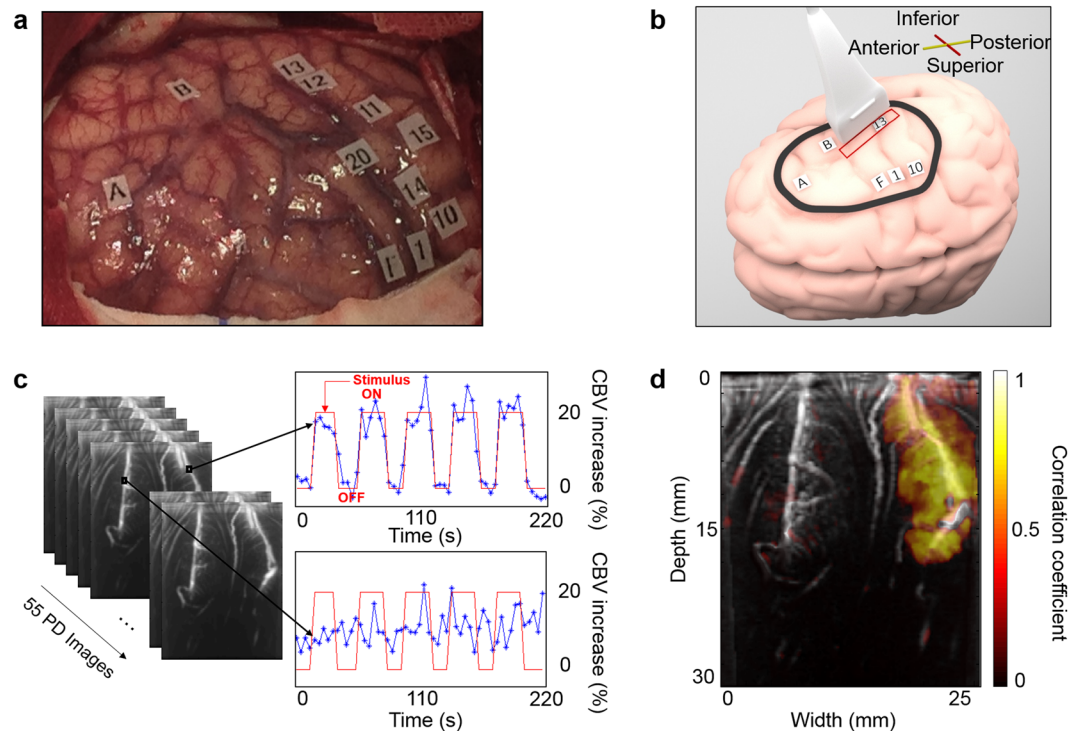 a
B
13
12
11
15
20
A
14
10
1
b
Inferior
Anterior
Posterior
Superior
13
B
A
F
1
10
c
55 PD Images
...
Stimulus
ON
OFF
20
0
CBV increase (%)
0
110
220
Time (s)
20
0
CBV increase (%)
0
110
220
Time (s)
d
0
15
30
Depth (mm)
0
25
Width (mm)
1
0.5
0
Correlation coefficient